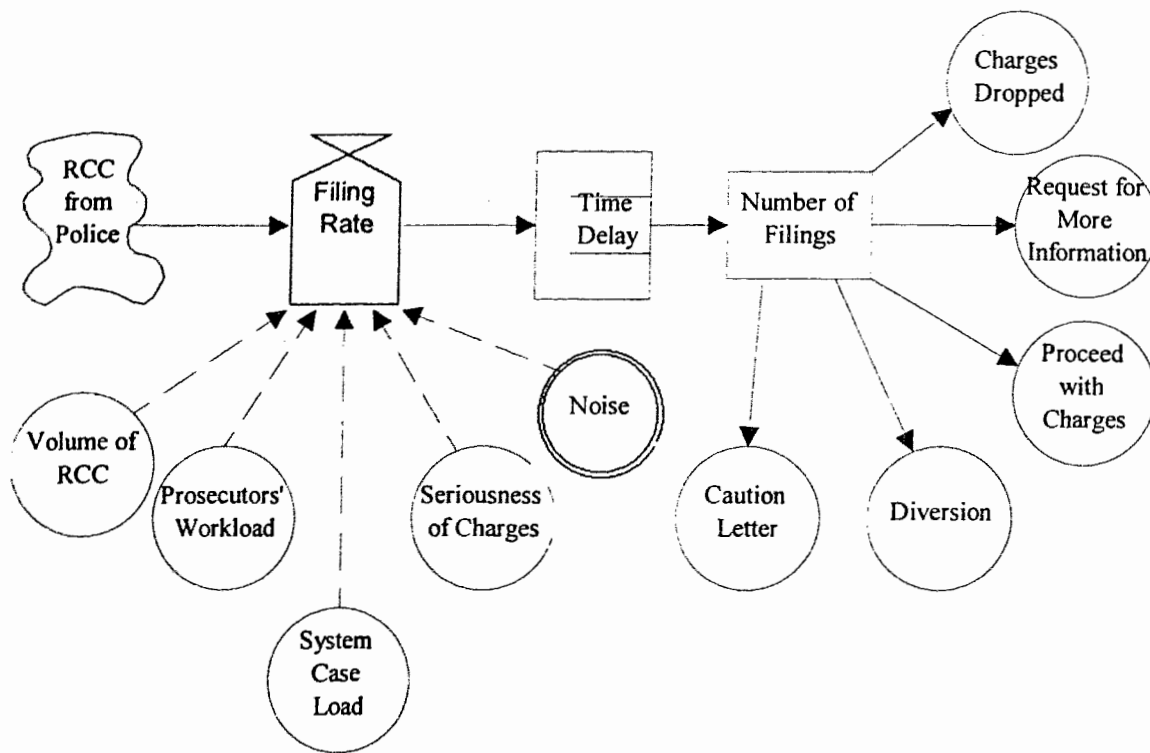 Charges
Dropped
RCC
from
Police
Filing
Rate
Time
Delay
Number of
Filings
Request for
More
Information
Proceed
with
Charges
Noise
Volume of
RCC
Prosecutors'
Workload
Seriousness
of Charges
Caution
Letter
Diversion
System
Case
Load